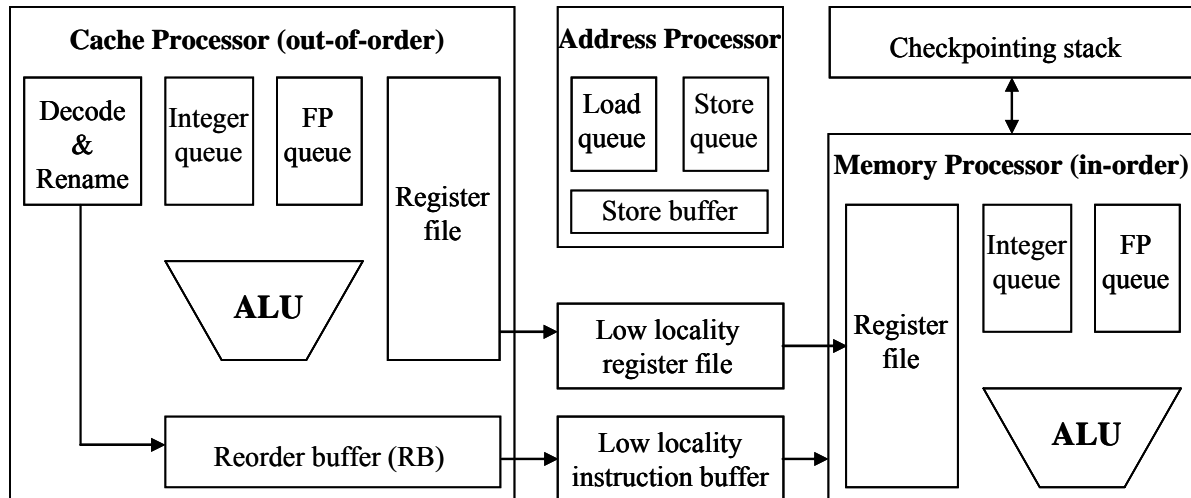 Cache Processor (out-of-order)
Decode
&
Rename
Integer
queue
FP
queue
Register
file
ALU
Reorder buffer (RB)
Address Processor
Load
queue
Store
queue
Store buffer
Low locality
register file
Low locality
instruction buffer
Checkpointing stack
Memory Processor (in-order)
Register
file
Integer
queue
FP
queue
ALU